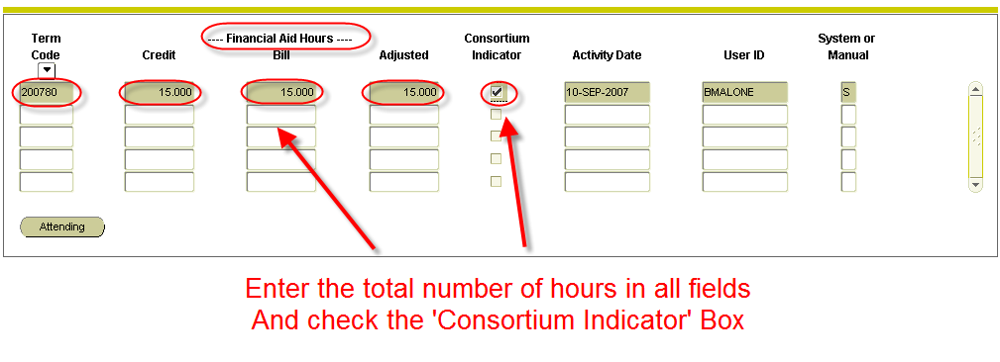 Term Code
Credit
---- Financial Aid Hours ----
Bill
Adjusted
Consortium Indicator
Activity Date
User ID
System or Manual
200780 15.000 15.000 15.000 10-SEP-2007 BMALONE S
Attending
Enter the total number of hours in all fields
And check the 'Consortium Indicator' Box